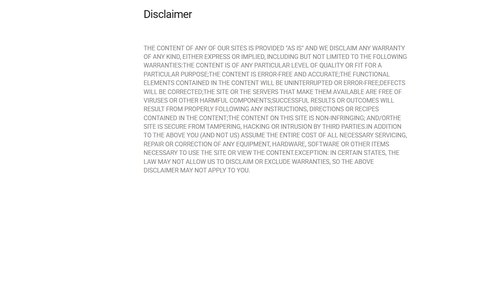 Disclaimer
THE CONTENT OF ANY OF OUR SITES IS PROVIDED "AS IS" AND WE DISCLAIM ANY WARRANTY
OF ANY KIND, EITHER EXPRESS OR IMPLIED, INCLUDING BUT NOT LIMITED TO THE FOLLOWING
WARRANTIES:THE CONTENT IS OF ANY PARTICULAR LEVEL OF QUALITY OR FIT FOR A
PARTICULAR PURPOSE;THE CONTENT IS ERROR-FREE AND ACCURATE;THE FUNCTIONAL
ELEMENTS CONTAINED IN THE CONTENT WILL BE UNINTERRUPTED OR ERROR-FREE;DEFECTS
WILL BE CORRECTED;THE SITE OR THE SERVERS THAT MAKE THEM AVAILABLE ARE FREE OF
VIRUSES OR OTHER HARMFUL COMPONENTS;SUCCESSFUL RESULTS OR OUTCOMES WILL
RESULT FROM PROPERLY FOLLOWING ANY INSTRUCTIONS, DIRECTIONS OR RECIPES
CONTAINED IN THE CONTENT;THE CONTENT ON THIS SITE IS NON-INFRINGING; AND/ORTHE
SITE IS SECURE FROM TAMPERING, HACKING OR INTRUSION BY THIRD PARTIES.IN ADDITION
TO THE ABOVE YOU (AND NOT US) ASSUME THE ENTIRE COST OF ALL NECESSARY SERVICING,
REPAIR OR CORRECTION OF ANY EQUIPMENT, HARDWARE, SOFTWARE OR OTHER ITEMS
NECESSARY TO USE THE SITE OR VIEW THE CONTENT.EXCEPTION: IN CERTAIN STATES, THE
LAW MAY NOT ALLOW US TO DISCLAIM OR EXCLUDE WARRANTIES, SO THE ABOVE
DISCLAIMER MAY NOT APPLY TO YOU.